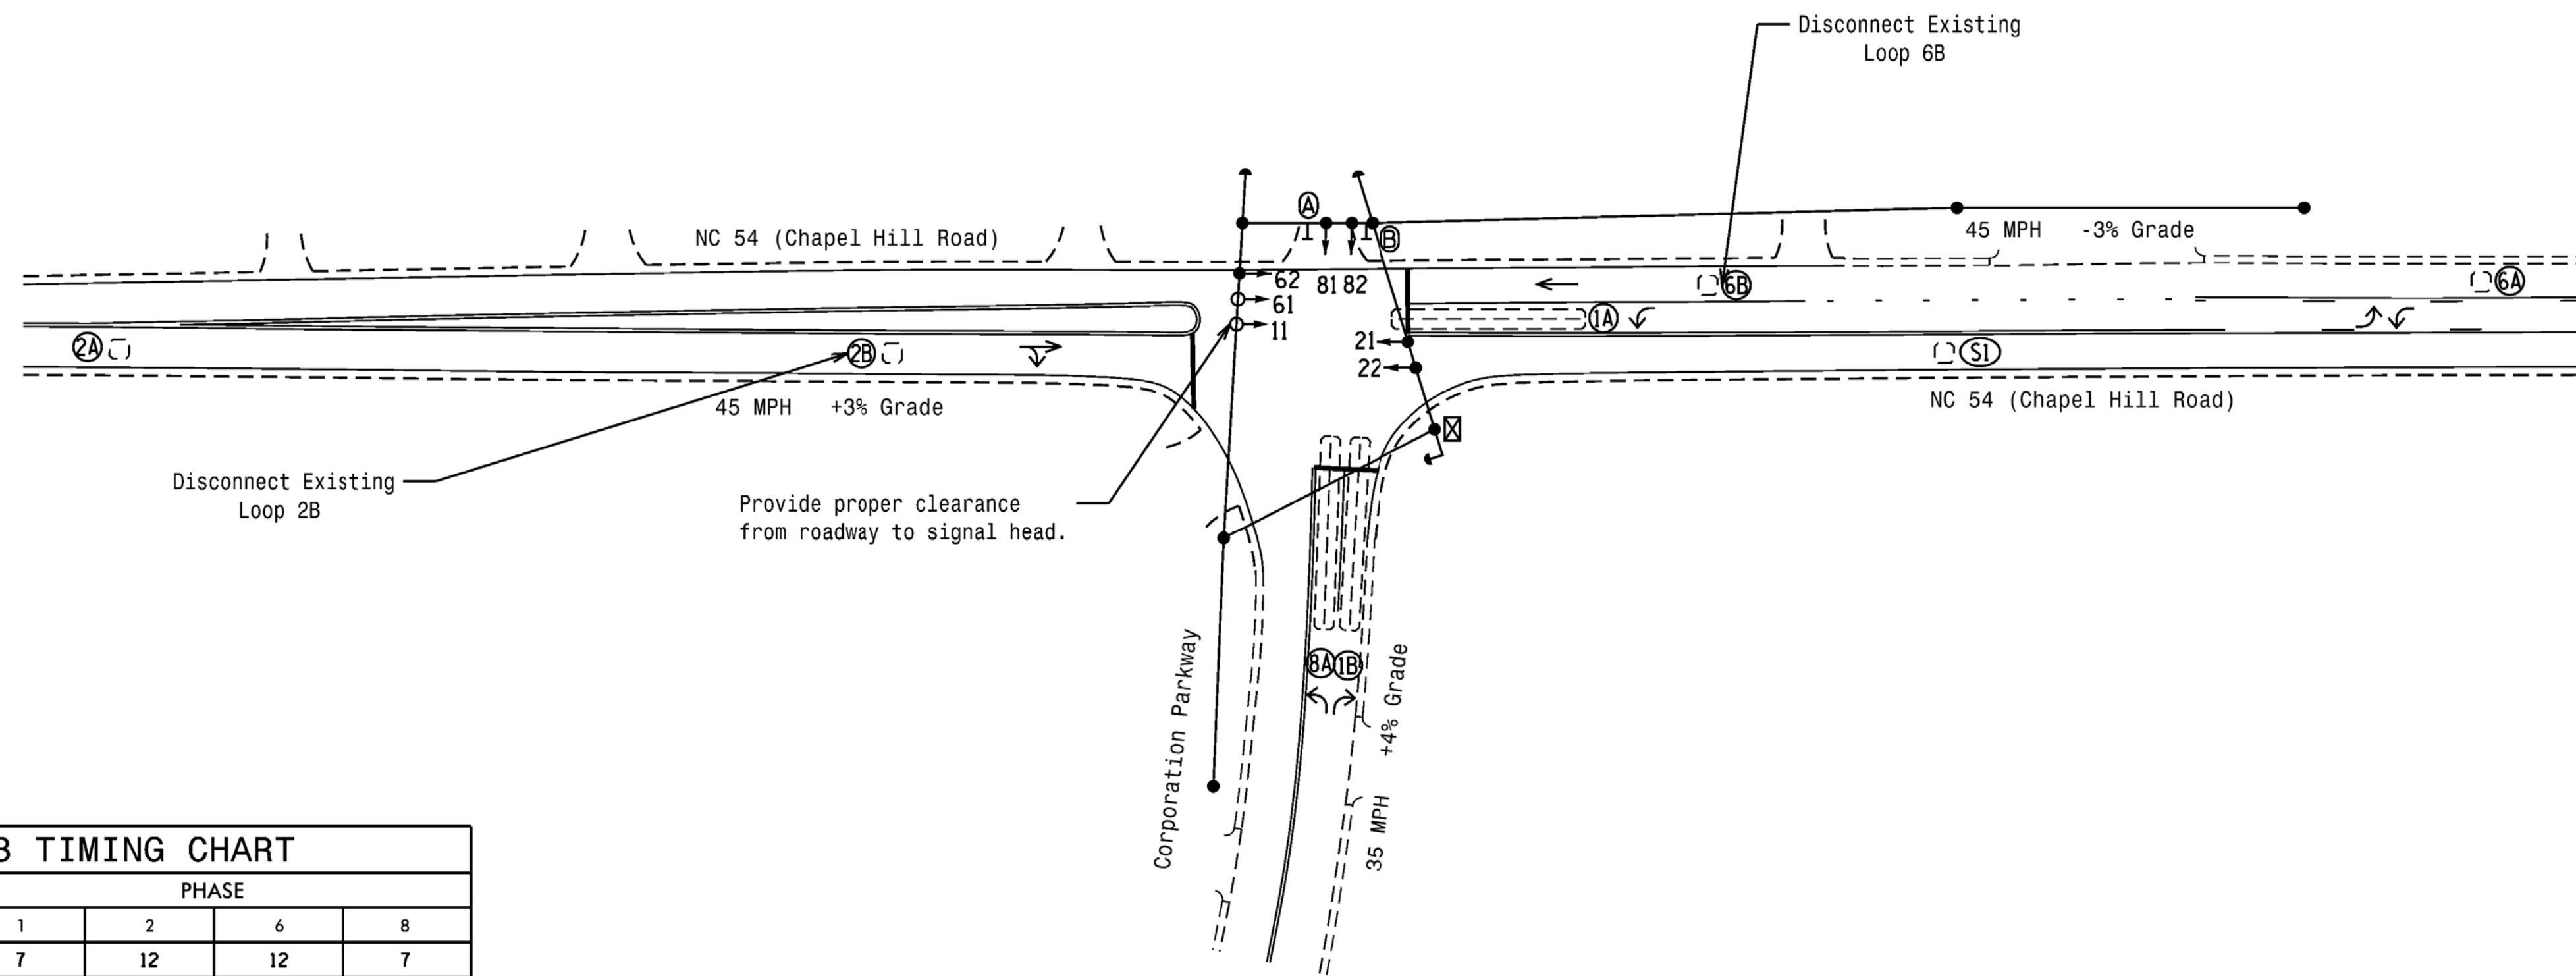 Disconnect Existing
Loop 6B
A
NC 54 (Chapel Hill Road)
B
45 MPH -3% Grade
62
81 82
6B
6A
61
1A
11
21
2A
2B
22
S1
45 MPH +3% Grade
NC 54 (Chapel Hill Road)
Disconnect Existing
Loop 2B
Provide proper clearance
from roadway to signal head.
8A 1B
Corporation Parkway
35 MPH +4% Grade
TIMING CHART
PHASE
1 2 6 8
7 12 12 7